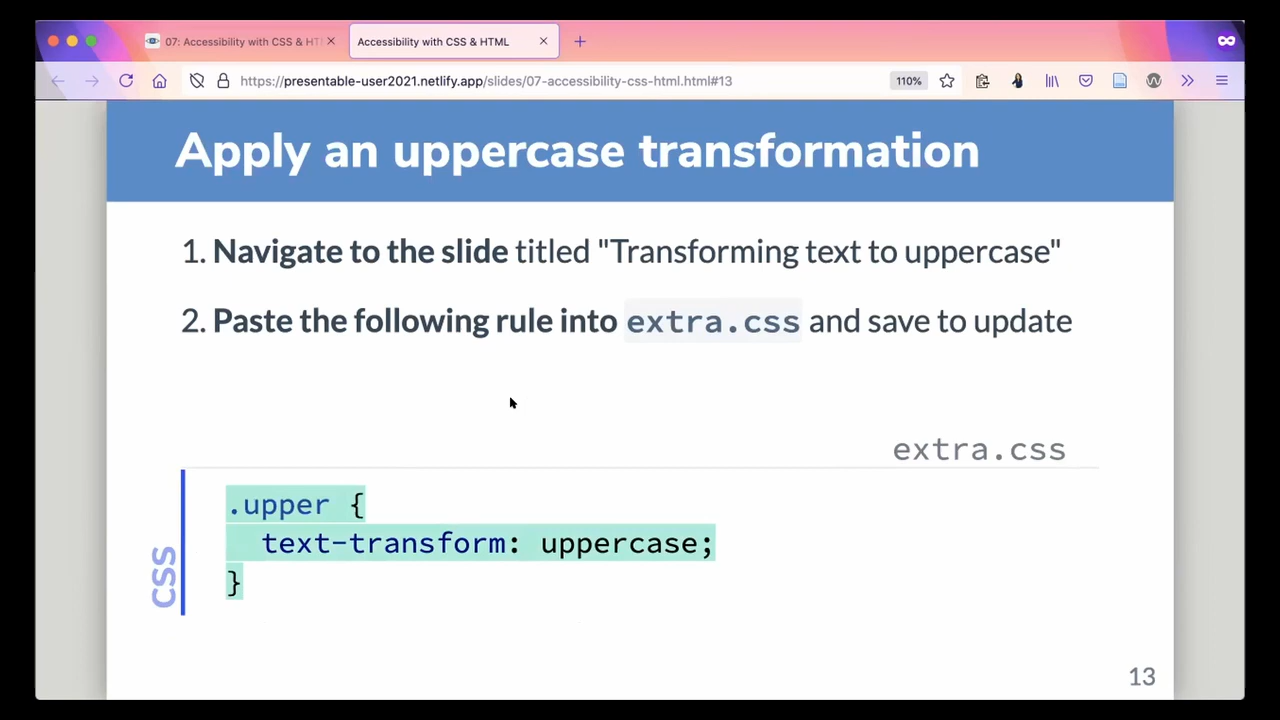 07: Accessibility with CSS & HT
Accessibility with CSS & HTML
https://presentable-user2021.netlify.app/slides/07-accessibility-css-html.html#13
110%
Apply an uppercase transformation
1. Navigate to the slide titled "Transforming text to uppercase"
2. Paste the following rule into extra.css and save to update
extra.css
CSS
.upper {
text-transform: uppercase;
}
13